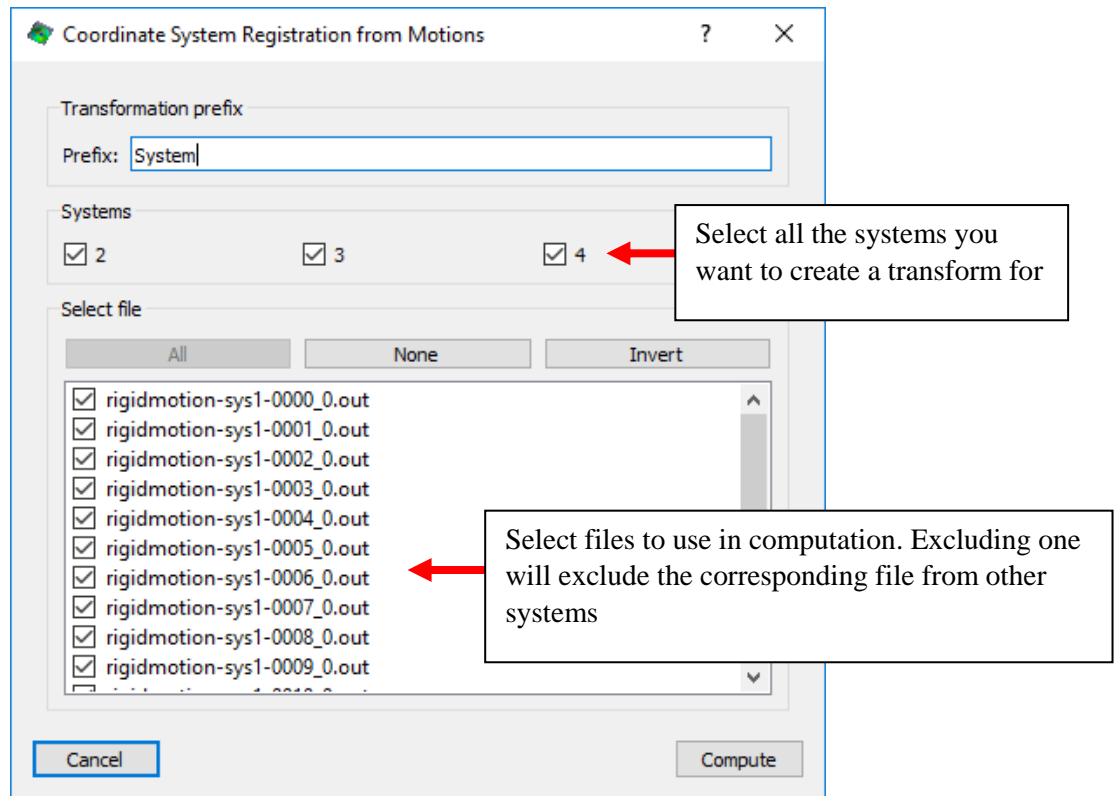 Coordinate System Registration from Motions ?
Transformation prefix
Prefix: System
Systems
2 3 4
Select all the systems you
want to create a transform for
Select file
All None Invert
rigidmotion-sys1-0000_0.out
rigidmotion-sys1-0001_0.out
rigidmotion-sys1-0002_0.out
rigidmotion-sys1-0003_0.out
rigidmotion-sys1-0004_0.out
rigidmotion-sys1-0005_0.out
rigidmotion-sys1-0006_0.out
rigidmotion-sys1-0007_0.out
rigidmotion-sys1-0008_0.out
rigidmotion-sys1-0009_0.out
Select files to use in computation. Excluding one
will exclude the corresponding file from other
systems
Cancel Compute